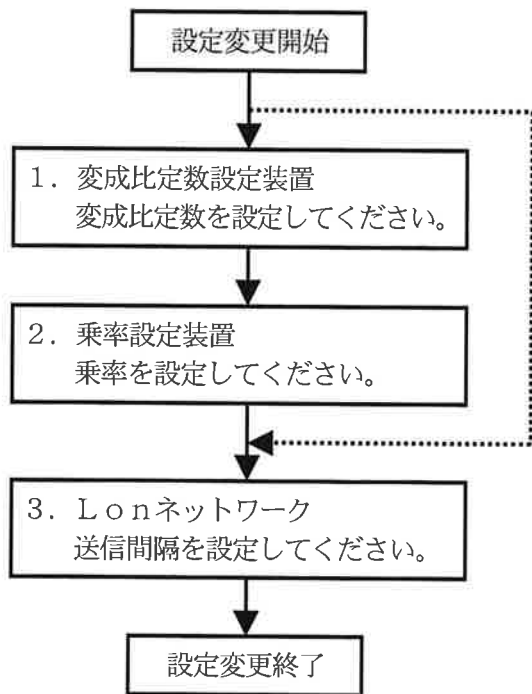 設定変更開始
1. 変成比定数設定装置
変成比定数を設定してください。
2. 乗率設定装置
乗率を設定してください。
3. Lonネットワーク
送信間隔を設定してください。
設定変更終了